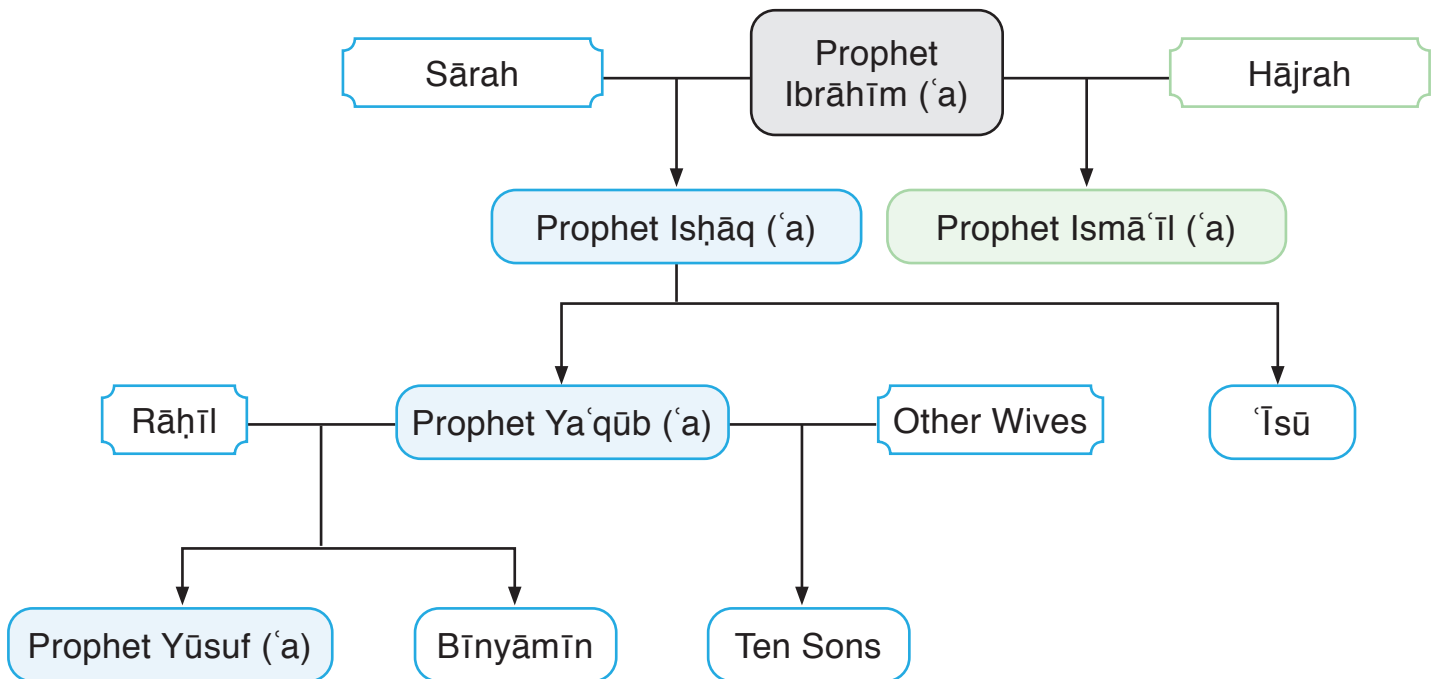 Sārah
Prophet
Ibrāhīm (ʿa)
Hājrah
Prophet Isḥāq (ʿa)
Prophet Ismāʿīl (ʿa)
Rāḥīl
Prophet Yaʿqūb (ʿa)
Other Wives
ʿĪsū
Prophet Yūsuf (ʿa)
Bīnyāmīn
Ten Sons